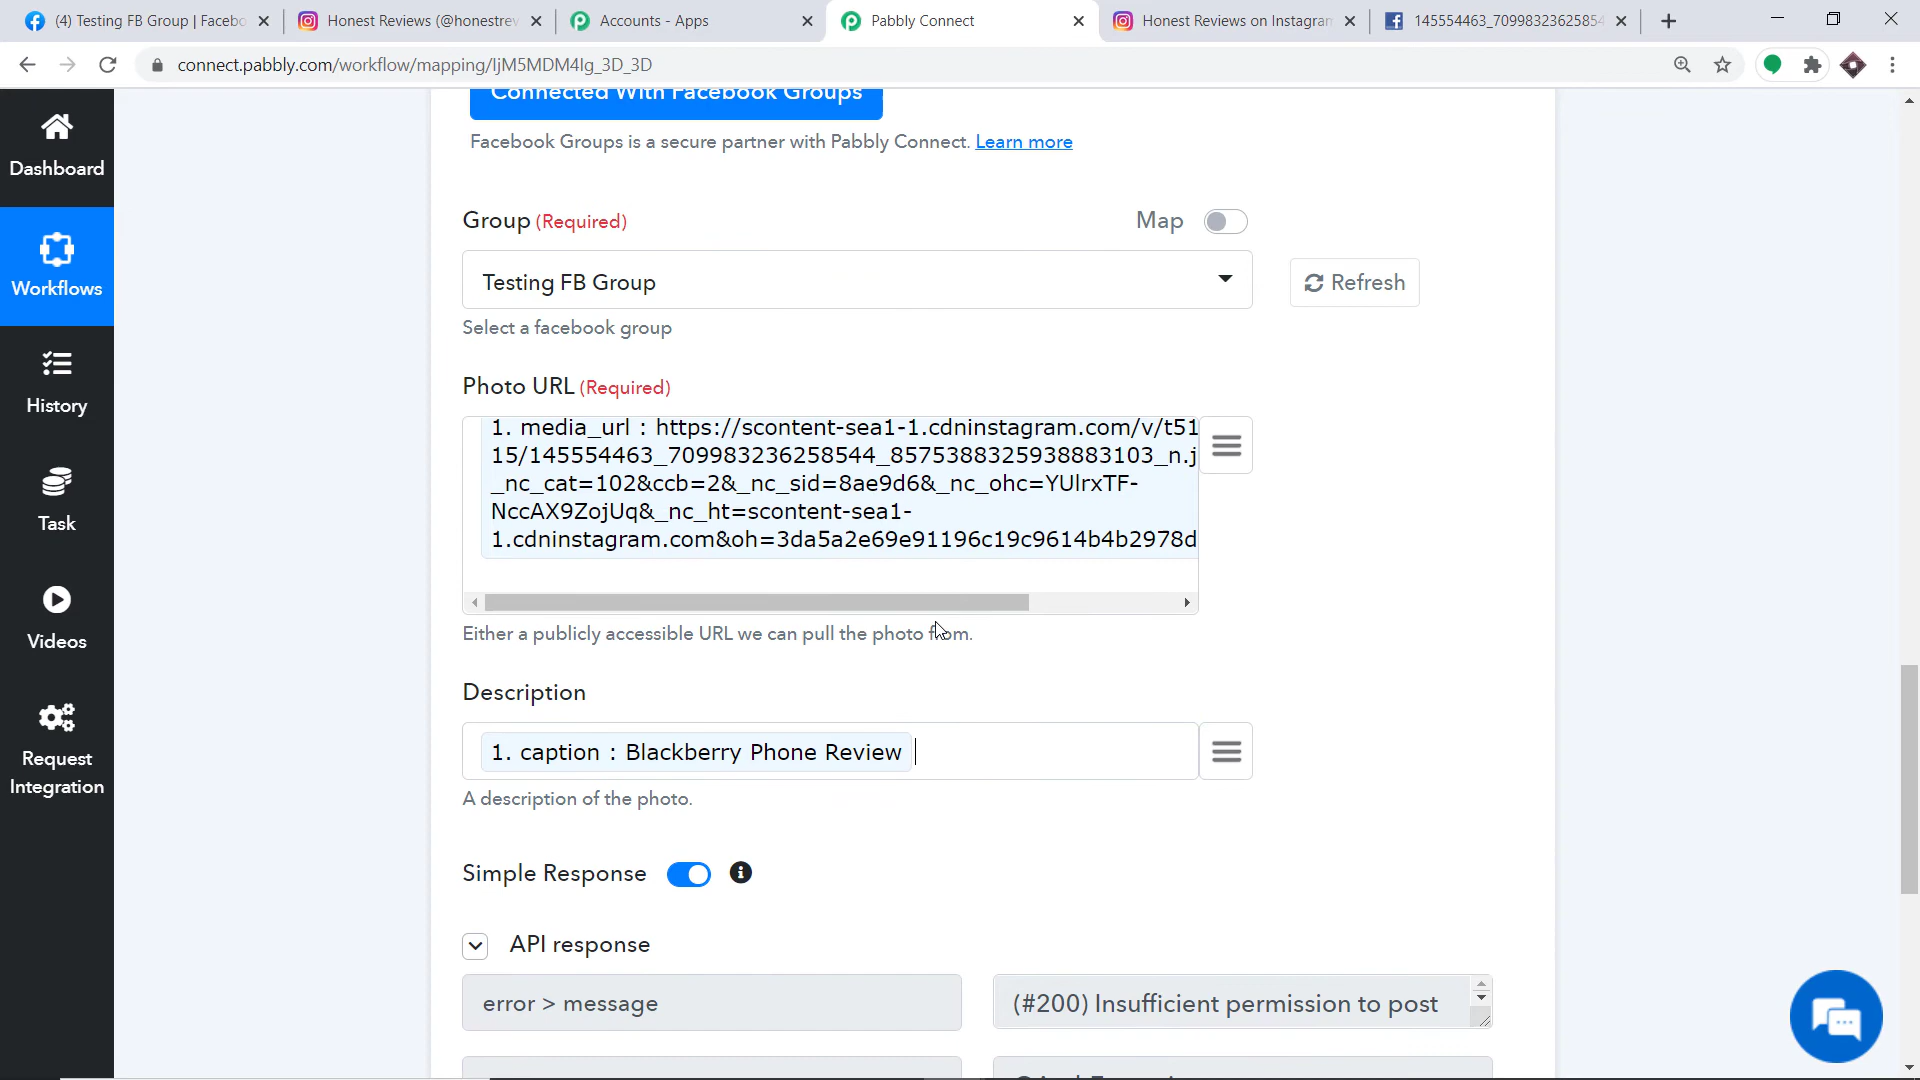 (4) Testing FB Group | Facebo
Honest Reviews (@honestrev
Accounts - Apps
Pabbly Connect
Honest Reviews on Instagram
145554463_70998323625854
connect.pabbly.com/workflow/mapping/IjM5MDM4Ig_3D_3D
Connected With Facebook Groups
Facebook Groups is a secure partner with Pabbly Connect. Learn more
Dashboard
Workflows
History
Task
Videos
Request
Integration
Group (Required)
Map
Testing FB Group
Refresh
Select a facebook group
Photo URL (Required)
1. media_url : https://scontent-sea1-1.cdninstagram.com/v/t51
15/145554463_709983236258544_8575388325938883103_n.j
_nc_cat=102&ccb=2&_nc_sid=8ae9d6&_nc_ohc=YUlrxTF-
NccAX9ZojUq&_nc_ht=scontent-sea1-
1.cdninstagram.com&oh=3da5a2e69e91196c19c9614b4b2978d
Either a publicly accessible URL we can pull the photo from.
Description
1. caption : Blackberry Phone Review
A description of the photo.
Simple Response
API response
error > message
(#200) Insufficient permission to post